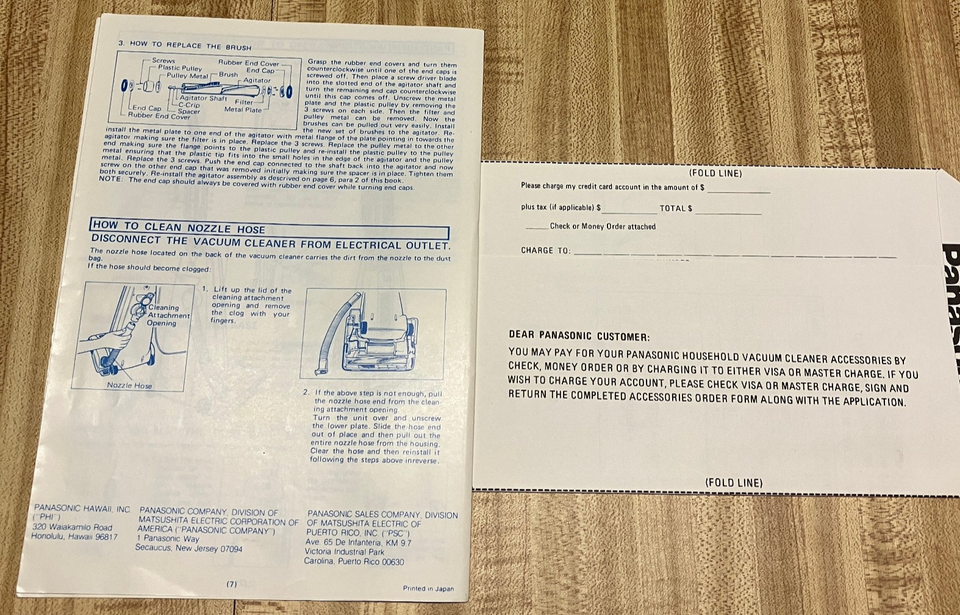 3. HOW TO REPLACE THE BRUSH
Screws
Plastic Pulley
Pulley Metal
Brush
Rubber End Cover
End Cap
Agitator
Agitator Shaft
C-Crip
Spacer
Filter
Metal Plate
End Cap
Rubber End Cover
Grasp the rubber end covers and turn them
counterclockwise until one of the end caps is
screwed off. Then place a screw driver blade
into the slotted end of the agitator shaft and
turn the remaining end cap counterclockwise
until this cap comes off. Unscrew the metal
plate and the plastic pulley by removing the
3 screws on each side. Then the filter and
pulley metal can be removed. Now the
brushes can be pulled out very easily. Install
the new set of brushes to the agitator. Re-
install the metal plate to one end of the agitator with metal flange of the plate pointing in towards the
agitator making sure the filter is in place. Replace the 3 screws. Replace the pulley metal to the other
end making sure the flange points to the plastic pulley and re-install the plastic pulley to the pulley
metal ensuring that the plastic tip fits into the small holes in the edge of the agitator and the pulley
metal. Replace the 3 screws. Push the end cap connected to the shaft back into the agitator and now
screw on the other end cap that was removed initially making sure the spacer is in place. Tighten them
both securely. Re-install the agitator assembly as described on page 6, para 2 of this book.
NOTE: The end cap should always be covered with rubber end cover while turning end caps.
HOW TO CLEAN NOZZLE HOSE
DISCONNECT THE VACUUM CLEANER FROM ELECTRICAL OUTLET.
The nozzle hose located on the back of the vacuum cleaner carries the dirt from the nozzle to the dust
bag.
If the hose should become clogged:
Cleaning
Attachment
Opening
Nozzle Hose
1. Lift up the lid of the
cleaning attachment
opening and remove
the clog with your
fingers.
2. If the above step is not enough, pull
the nozzle hose end from the clean-
ing attachment opening.
Turn the unit over and unscrew
the lower plate. Slide the hose end
out of place and then pull out the
entire nozzle hose from the housing.
Clear the hose and then reinstall it
following the steps above inreverse.
PANASONIC HAWAII, INC.
("PHI")
320 Waiakamilo Road
Honolulu, Hawaii 96817
PANASONIC COMPANY, DIVISION OF
MATSUSHITA ELECTRIC CORPORATION OF
AMERICA ("PANASONIC COMPANY")
1 Panasonic Way
Secaucus, New Jersey 07094
PANASONIC SALES COMPANY, DIVISION
OF MATSUSHITA ELECTRIC OF
PUERTO RICO, INC. ("PSC")
Ave. 65 De Infanteria, KM 9.7
Victoria Industrial Park
Carolina, Puerto Rico 00630
(7)
Printed in Japan
(FOLD LINE)
Please charge my credit card account in the amount of $
plus tax (if applicable) $ TOTAL $
Check or Money Order attached
CHARGE TO:
DEAR PANASONIC CUSTOMER:
YOU MAY PAY FOR YOUR PANASONIC HOUSEHOLD VACUUM CLEANER ACCESSORIES BY
CHECK, MONEY ORDER OR BY CHARGING IT TO EITHER VISA OR MASTER CHARGE. IF YOU
WISH TO CHARGE YOUR ACCOUNT, PLEASE CHECK VISA OR MASTER CHARGE, SIGN AND
RETURN THE COMPLETED ACCESSORIES ORDER FORM ALONG WITH THE APPLICATION.
(FOLD LINE)